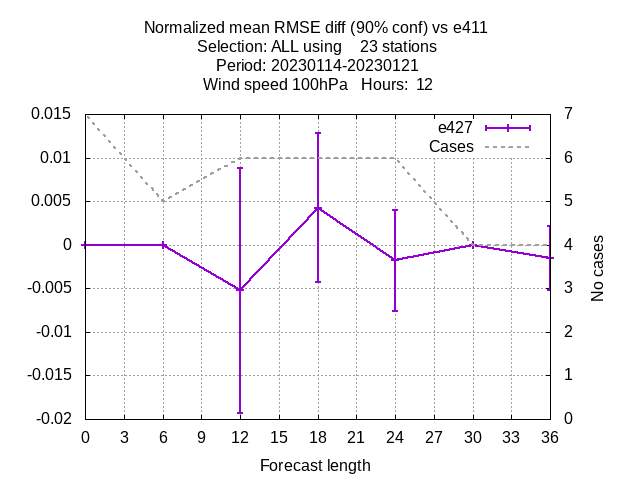 Normalized mean RMSE diff (90% conf) vs e411
Selection: ALL using    23 stations
Period: 20230114-20230121
Wind speed 100hPa   Hours:  12
0.015
0.01
0.005
0
-0.005
-0.01
-0.015
-0.02
7
6
5
4
3
2
1
0
e427
Cases
No cases
0 3 6 9 12 15 18 21 24 27 30 33 36
Forecast length